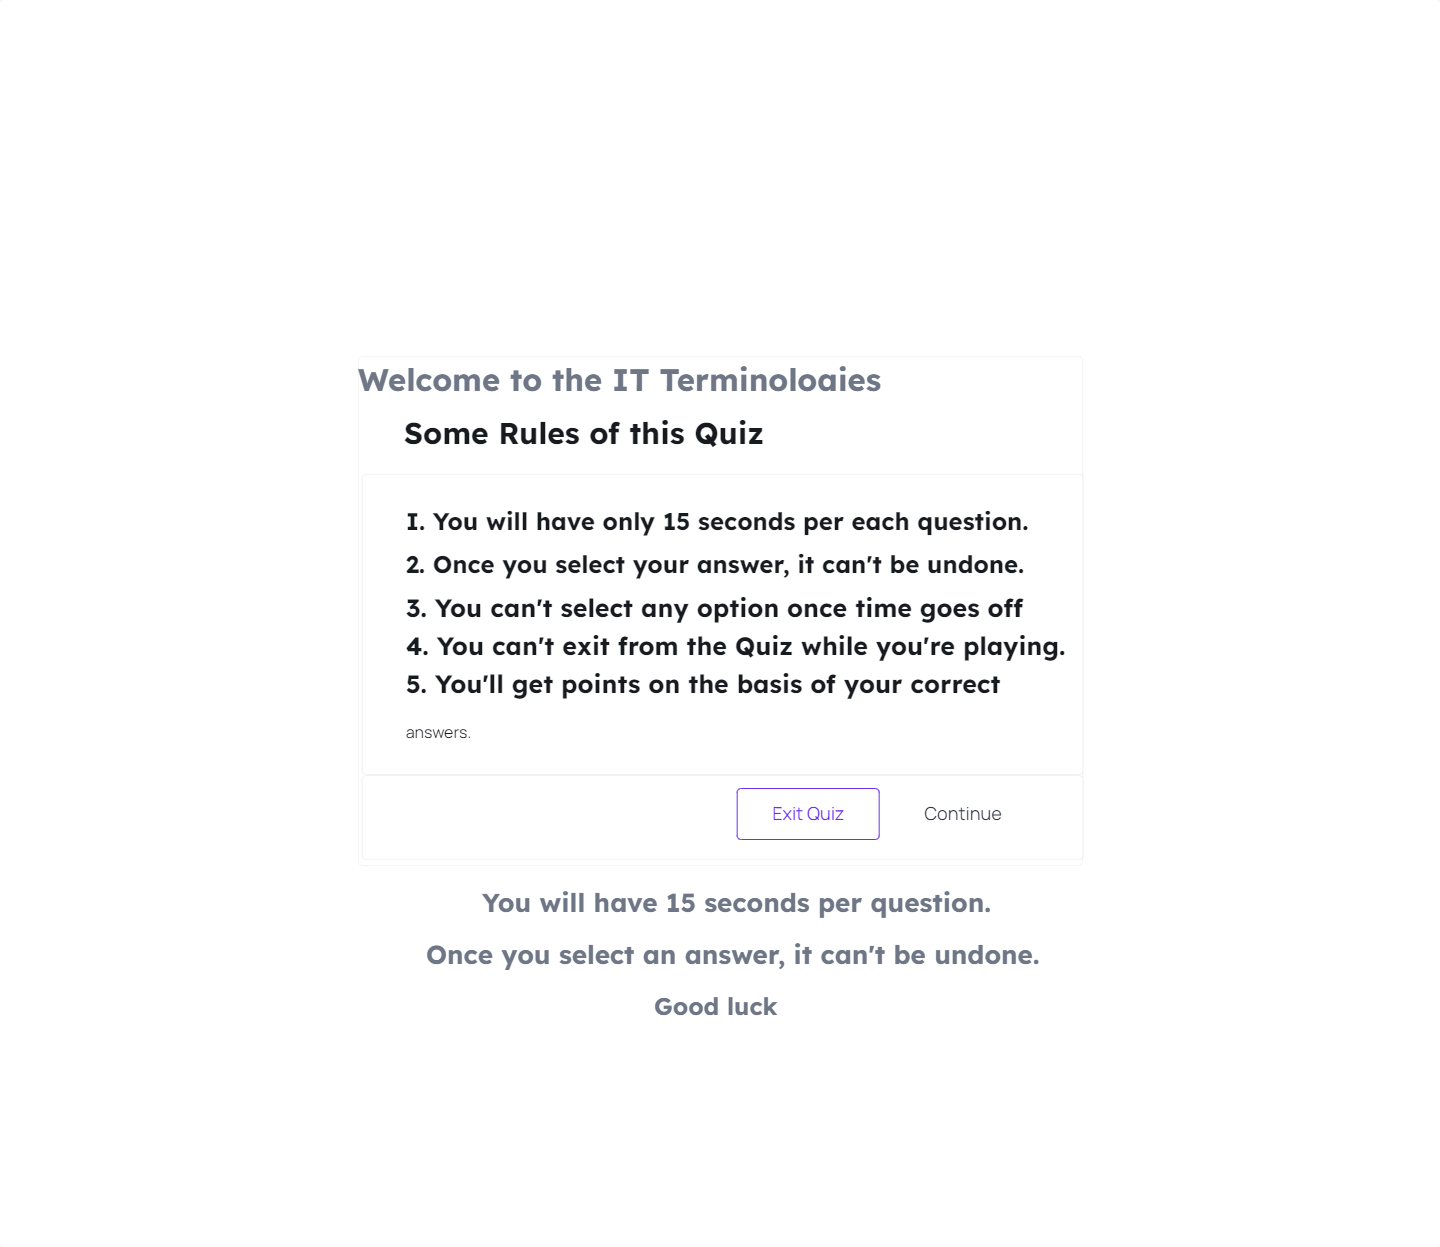 Welcome to the IT Terminoloaies
Some Rules of this Quiz
I. You will have only 15 seconds per each question.
2. Once you select your answer, it can't be undone.
3. You can't select any option once time goes off
4. You can't exit from the Quiz while you're playing.
5. You'll get points on the basis of your correct
answers.
Exit Quiz Continue
You will have 15 seconds per question.
Once you select an answer, it can't be undone.
Good luck